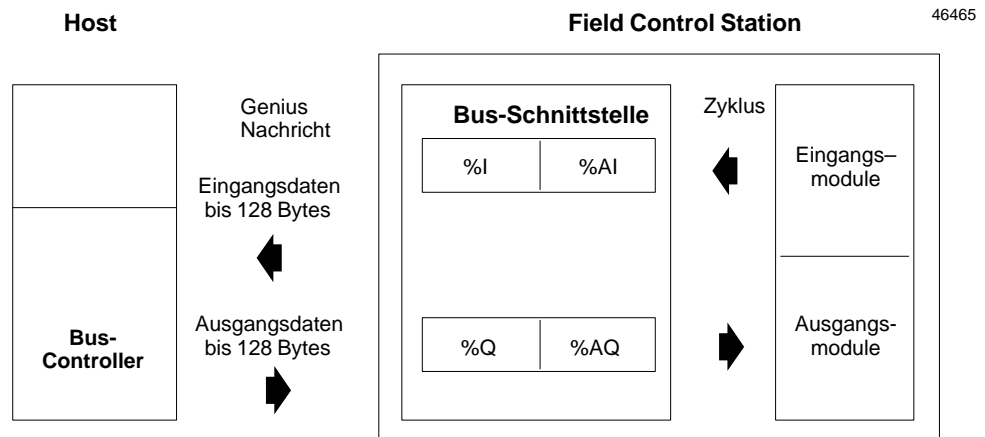 Host
Field Control Station
46465
Genius
Nachricht
Bus-Schnittstelle
Zyklus
%I
%AI
Eingangs–
module
Eingangsdaten
bis 128 Bytes
Bus-
Controller
Ausgangsdaten
bis 128 Bytes
%Q
%AQ
Ausgangs-
module